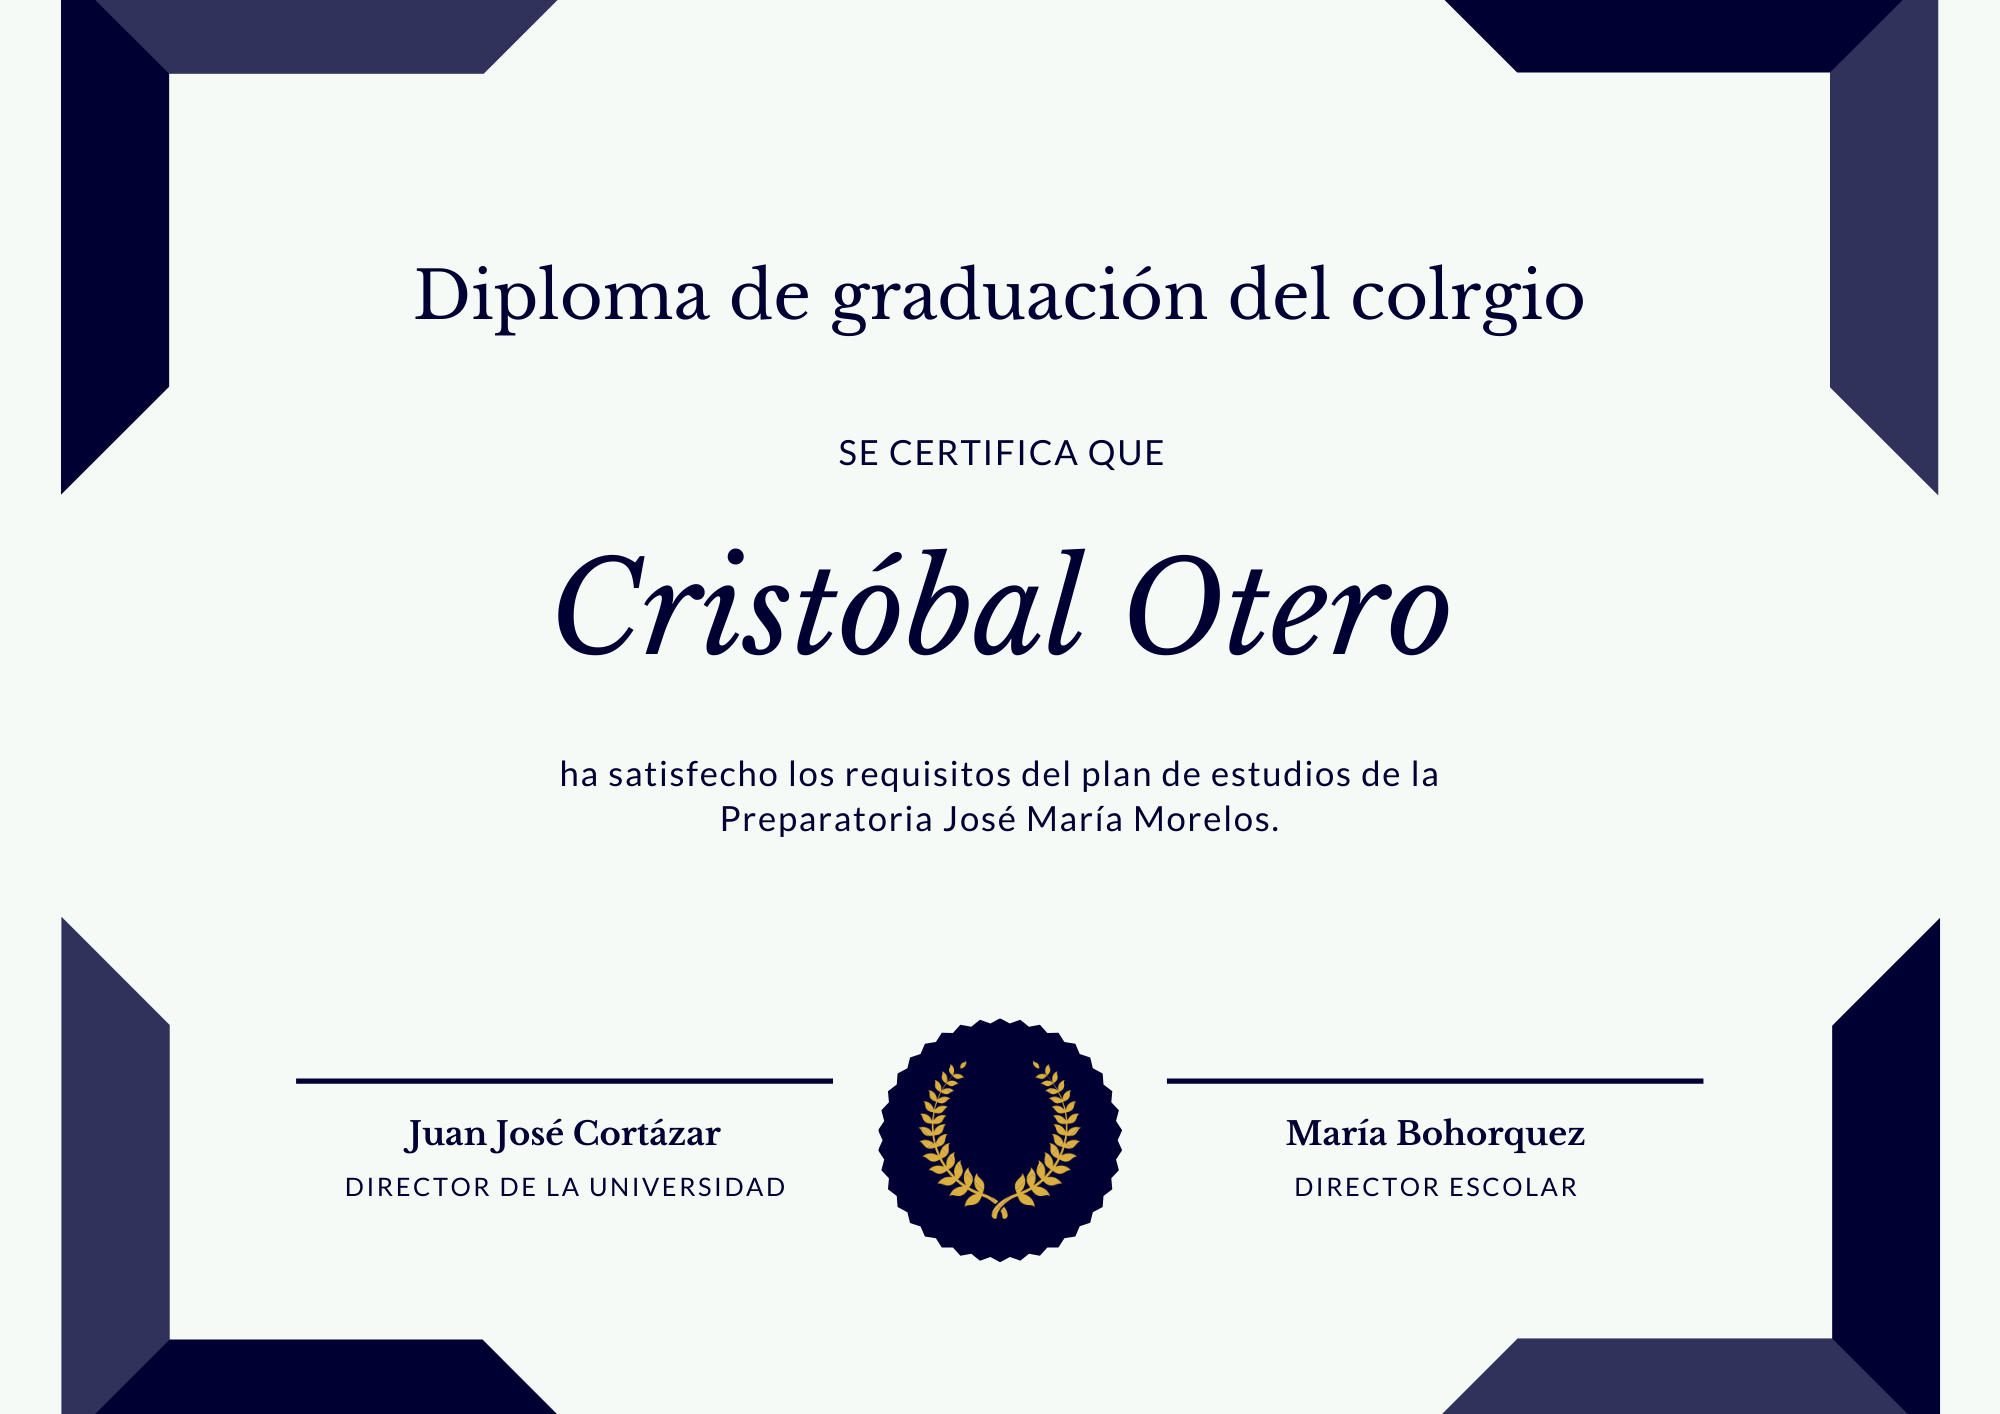 Diploma de graduación del colrgio
SE CERTIFICA QUE
Cristóbal Otero
ha satisfecho los requisitos del plan de estudios de la
Preparatoria José María Morelos.
Juan José Cortázar
DIRECTOR DE LA UNIVERSIDAD
María Bohorquez
DIRECTOR ESCOLAR